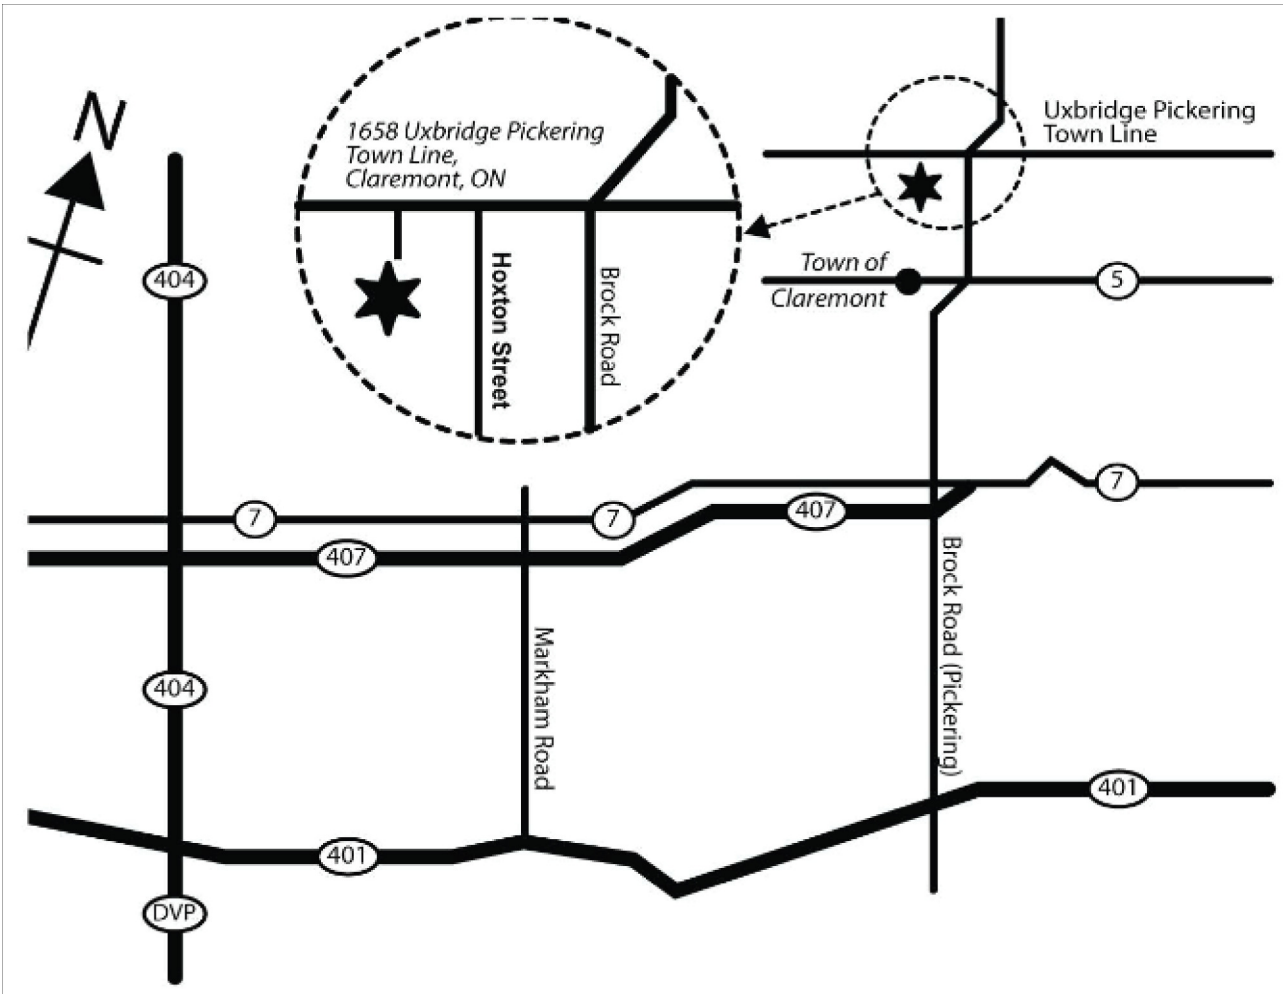 N
1658 Uxbridge Pickering
Town Line,
Claremont, ON
Uxbridge Pickering
Town Line
404
Hoxton Street
Brock Road
Town of
Claremont
5
7
7
7
407
407
Brock Road (Pickering)
Markham Road
404
401
401
DVP